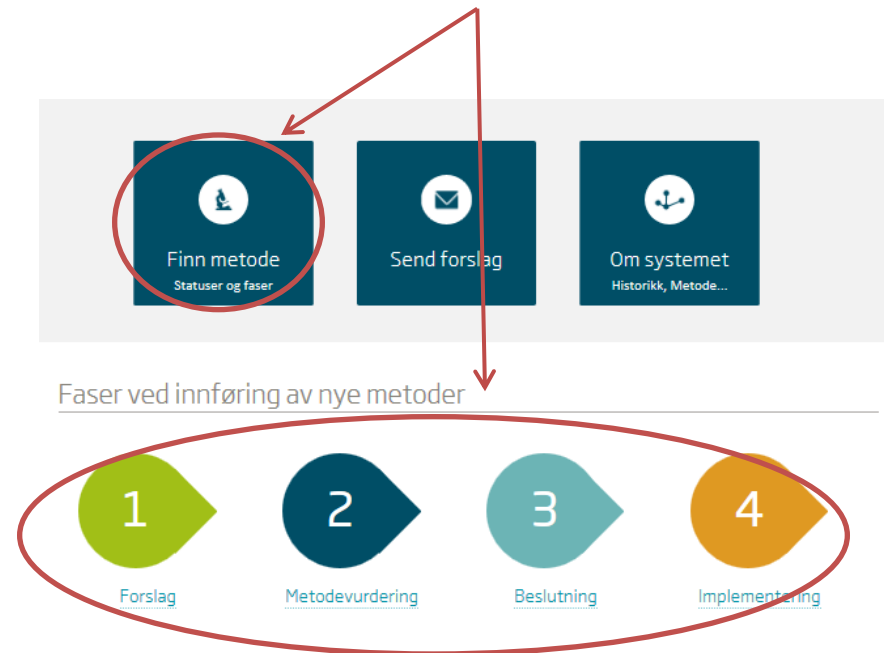 Finn metode
Statuser og faser
Send forslag
Om systemet
Historikk, Metode...
Faser ved innføring av nye metoder
1
2
3
4
Forslag
Metodevurdering
Beslutning
Implementering